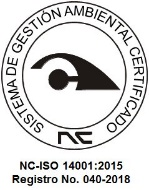 SISTEMA DE GESTIÓN AMBIENTAL CERTIFICADO
NC
NC-ISO 14001:2015
Registro No. 040-2018